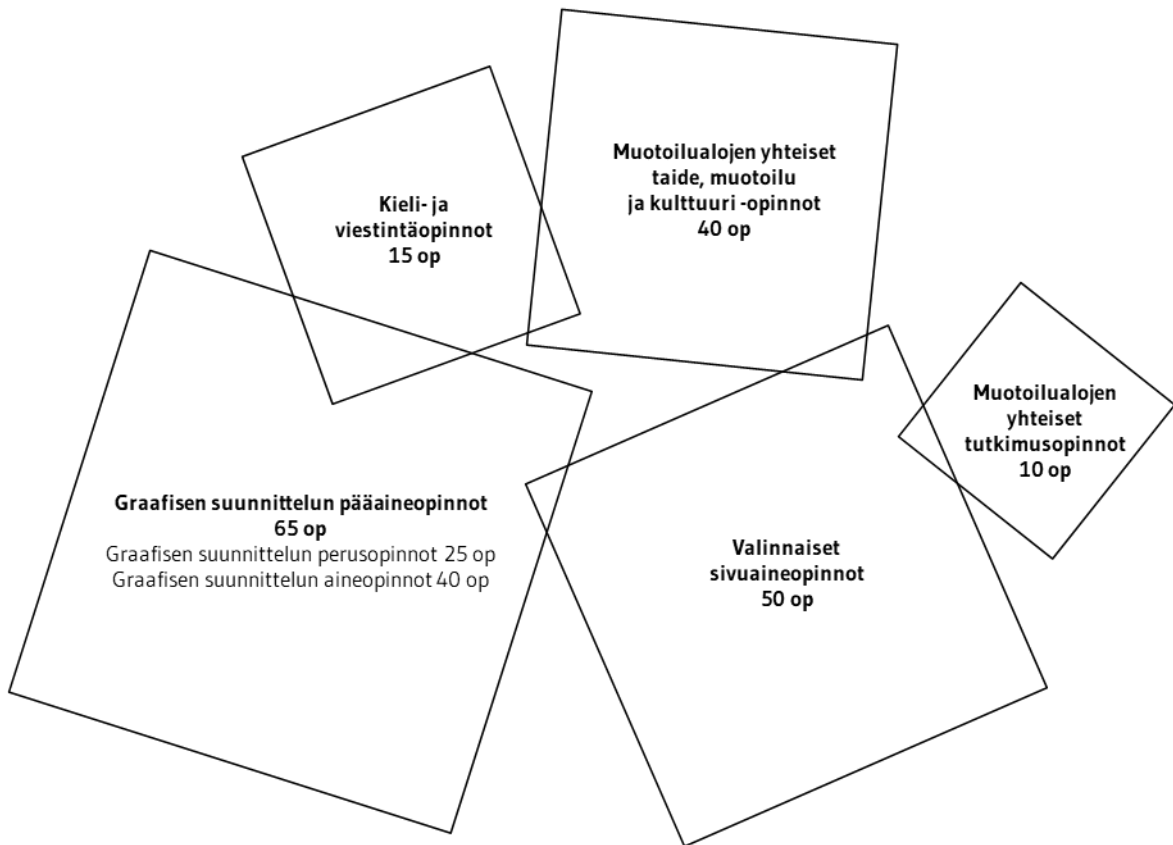 Muotoilualojen yhteiset
taide, muotoilu
ja kulttuuri -opinnot
40 op
Kieli- ja
viestintäopinnot
15 op
Muotoilualojen
yhteiset
tutkimusopinnot
10 op
Graafisen suunnittelun pääaineopinnot
65 op
Graafisen suunnittelun perusopinnot 25 op
Graafisen suunnittelun aineopinnot 40 op
Valinnaiset
sivuaineopinnot
50 op